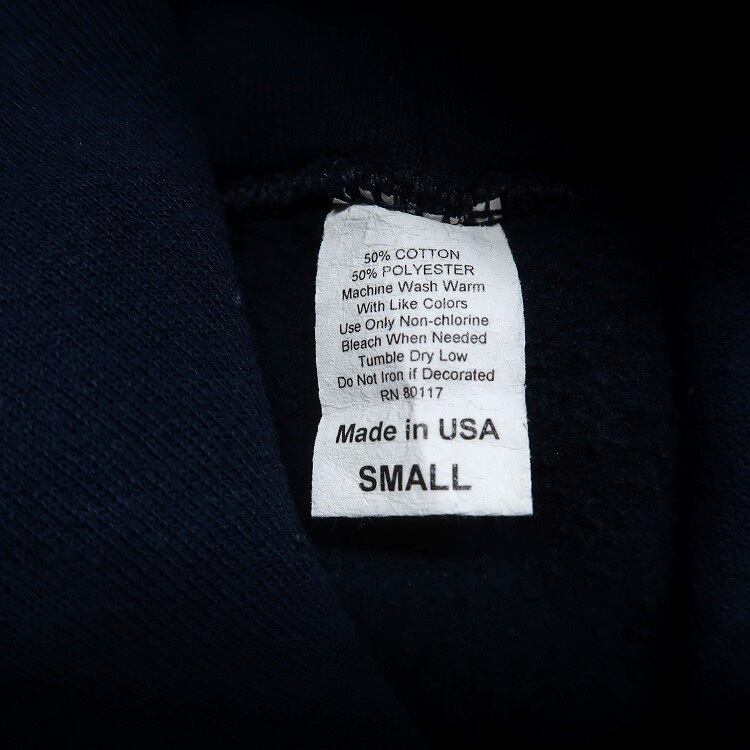 50% COTTON
50% POLYESTER
Machine Wash Warm
With Like Colors
Use Only Non-chlorine
Bleach When Needed
Tumble Dry Low
Do Not Iron if Decorated
RN 80117
Made in USA
SMALL